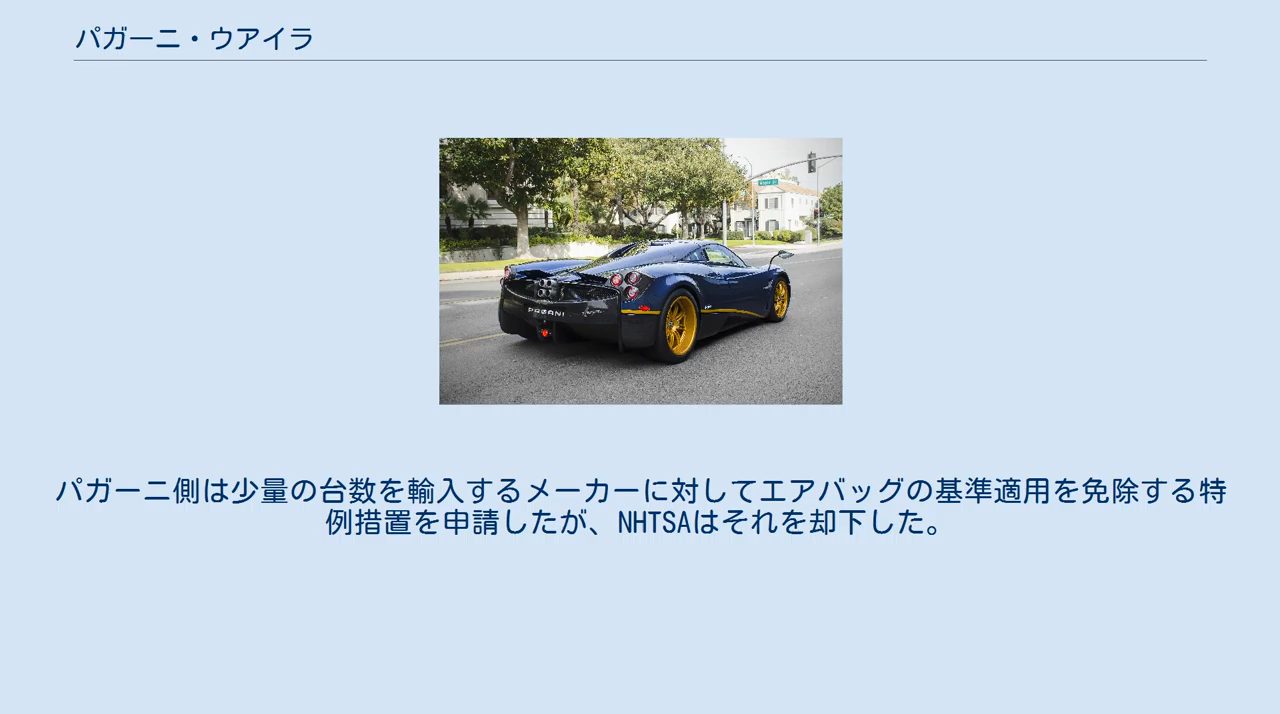 パガーニ・ウアイラ
PAGANI
パガーニ側は少量の台数を輸入するメーカーに対してエアバッグの基準適用を免除する特
例措置を申請したが、NHTSAはそれを却下した。